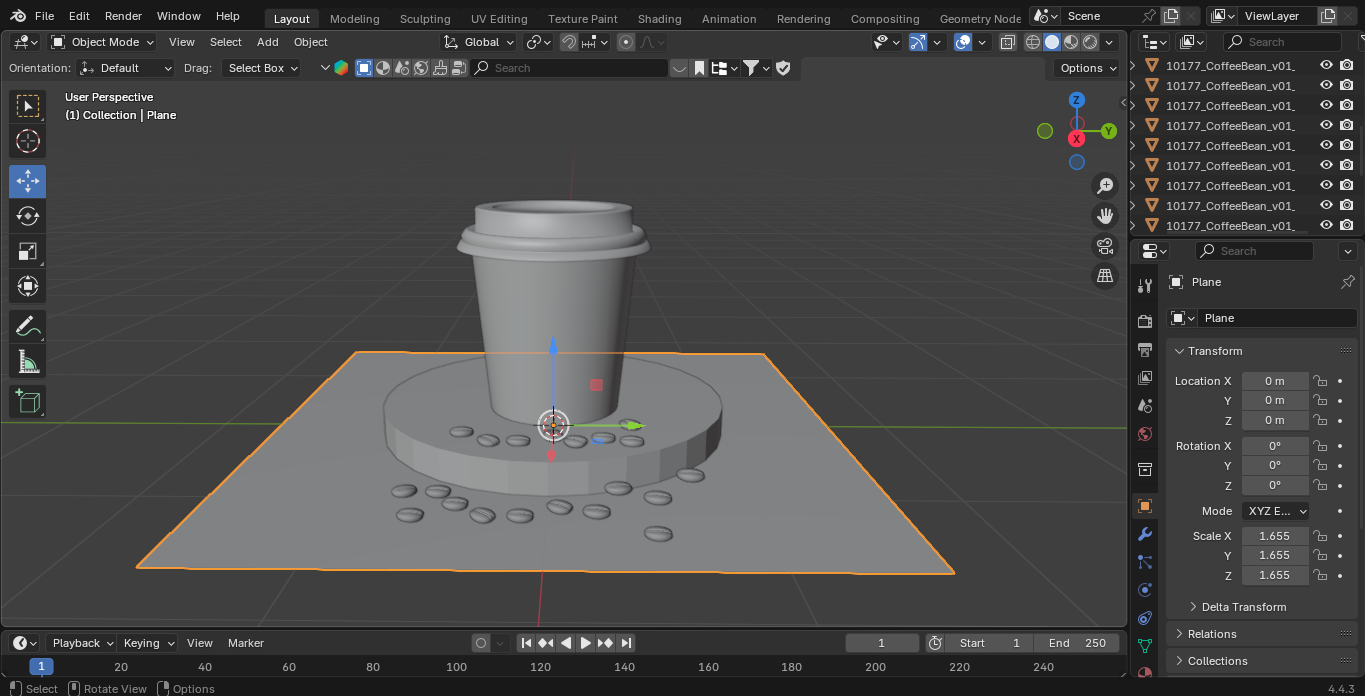 File Edit Render Window Help Layout Modeling Sculpting UV Editing Texture Paint Shading Animation Rendering Compositing Geometry Node Scene ViewLayer
Object Mode View Select Add Object Global Search
Orientation: Default Drag: Select Box Search Options
User Perspective
(1) Collection | Plane
Z
Y
X
10177_CoffeeBean_v01_
10177_CoffeeBean_v01_
10177_CoffeeBean_v01_
10177_CoffeeBean_v01_
10177_CoffeeBean_v01_
10177_CoffeeBean_v01_
10177_CoffeeBean_v01_
10177_CoffeeBean_v01_
10177_CoffeeBean_v01_
Search
Plane
Plane
Transform
Location X 0 m
Y 0 m
Z 0 m
Rotation X 0°
Y 0°
Z 0°
Mode XYZ E...
Scale X 1.655
Y 1.655
Z 1.655
Delta Transform
Relations
Collections
Playback Keying View Marker 1 Start 1 End 250
1 20 40 60 80 100 120 140 160 180 200 220 240
Select Rotate View Options 4.4.3